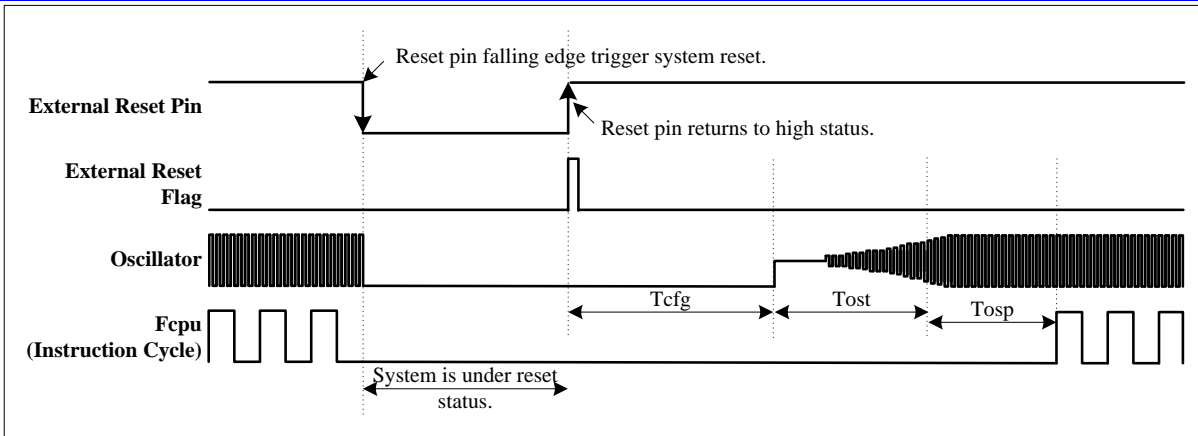 Reset pin falling edge trigger system reset.
External Reset Pin
Reset pin returns to high status.
External Reset
Flag
Oscillator
Tcfg
Tost
Tosp
Fcpu
(Instruction Cycle)
System is under reset
status.